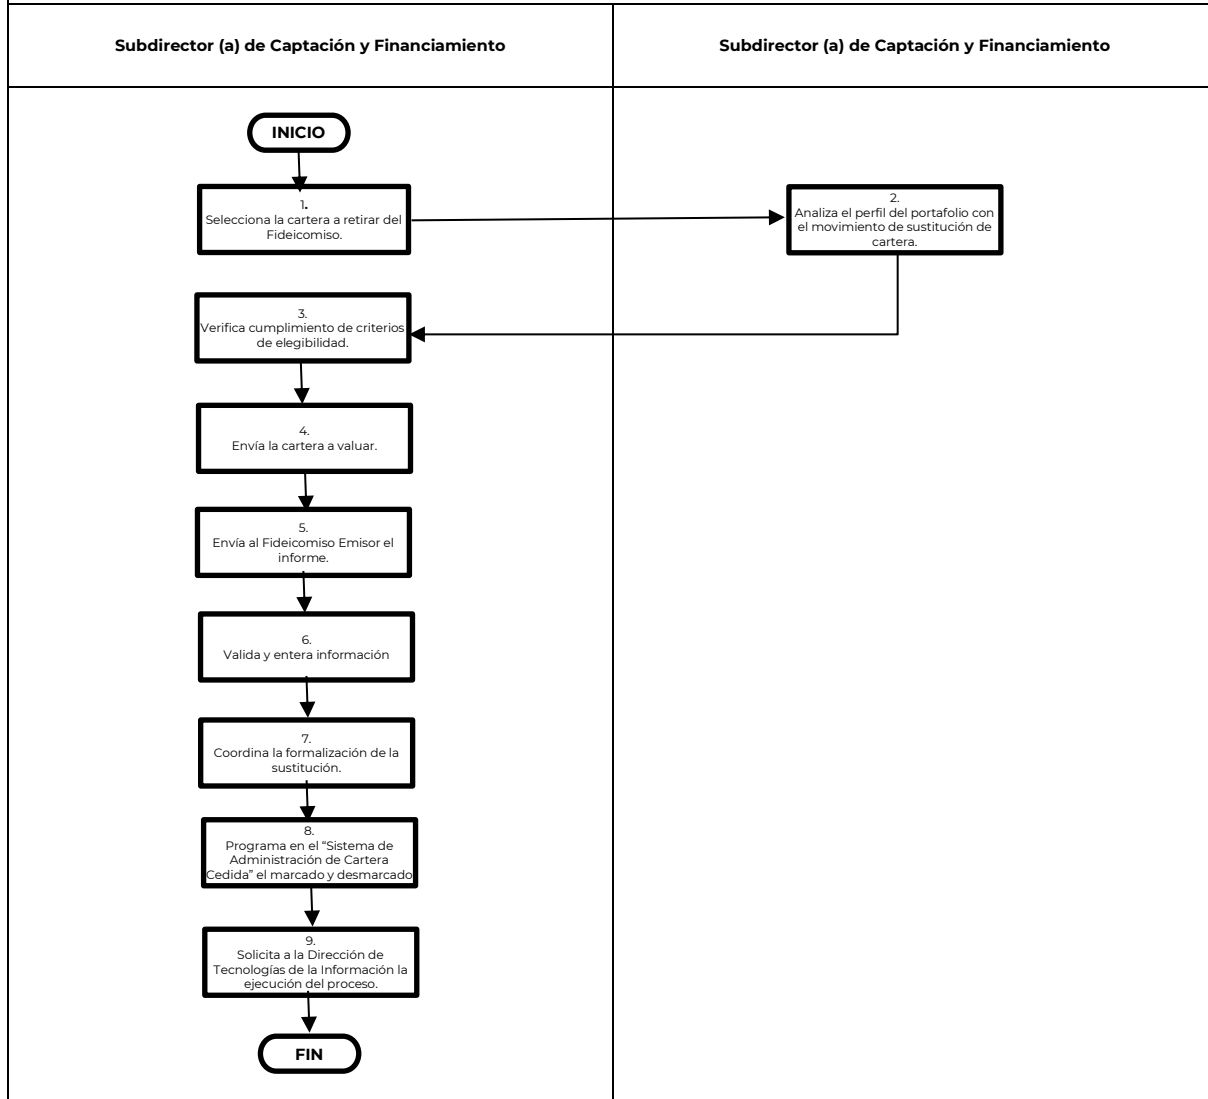 Subdirector (a) de Captación y Financiamiento
Subdirector (a) de Captación y Financiamiento
INICIO
1.
Selecciona la cartera a retirar del
Fideicomiso.
2.
Analiza el perfil del portafolio con
el movimiento de sustitución de
cartera.
3.
Verifica cumplimiento de criterios
de elegibilidad.
4.
Envía la cartera a valuar.
5.
Envía al Fideicomiso Emisor el
informe.
6.
Valida y entera información
7.
Coordina la formalización de la
sustitución.
8.
Programa en el “Sistema de
Administración de Cartera
Cedida” el marcado y desmarcado
9.
Solicita a la Dirección de
Tecnologías de la Información la
ejecución del proceso.
FIN